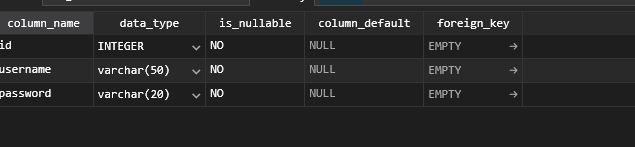 column_name data_type is_nullable column_default foreign_key
id INTEGER NO NULL EMPTY →
username varchar(50) NO NULL EMPTY →
password varchar(20) NO NULL EMPTY →